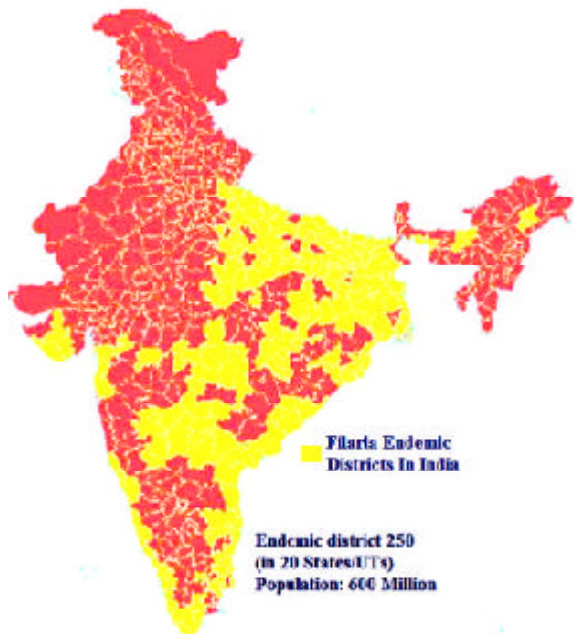 Filaria Endemic
Districts In India
Endemic district 250
(in 20 States/UTs)
Population: 600 Million